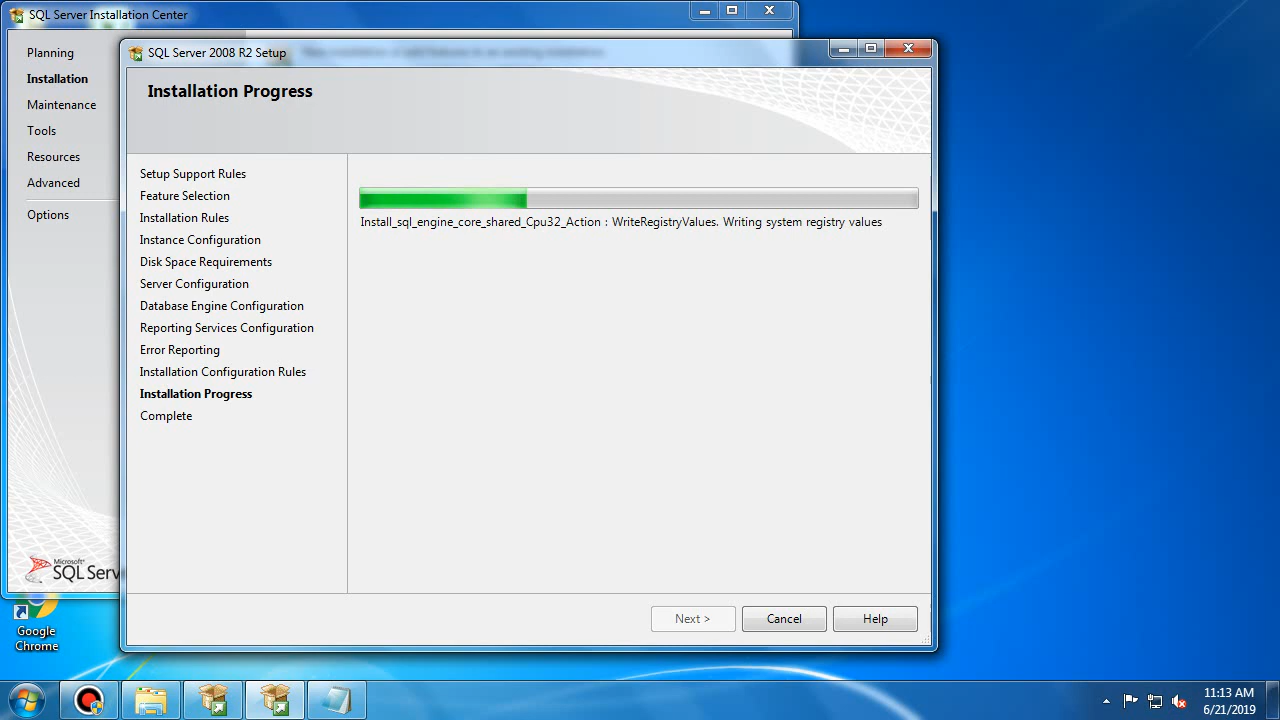 SQL Server Installation Center
Planning
Installation
Maintenance
Tools
Resources
Advanced
Options
Microsoft
SQL Serv
SQL Server 2008 R2 Setup
Installation Progress
Setup Support Rules
Feature Selection
Installation Rules
Instance Configuration
Disk Space Requirements
Server Configuration
Database Engine Configuration
Reporting Services Configuration
Error Reporting
Installation Configuration Rules
Installation Progress
Complete
Install_sql_engine_core_shared_Cpu32_Action : WriteRegistryValues. Writing system registry values
Next >
Cancel
Help
Google
Chrome
11:13 AM
6/21/2019